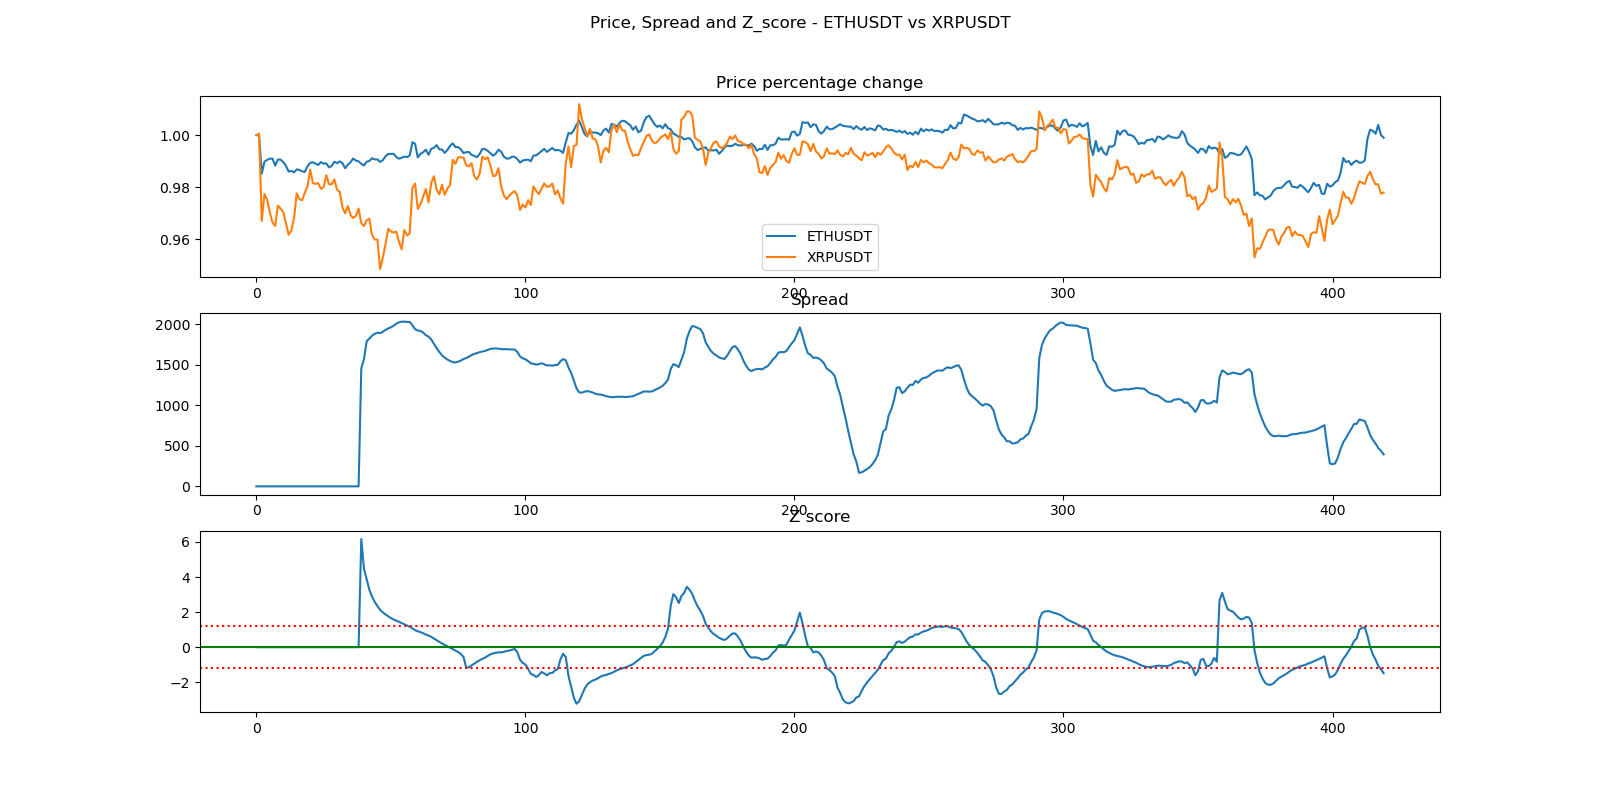 Price, Spread and Z_score - ETHUSDT vs XRPUSDT
Price percentage change
1.00
0.98
0.96
ETHUSDT
XRPUSDT
0 100 200 300 400
Spread
2000
1500
1000
500
0
0 100 200 300 400
Z score
6
4
2
0
−2
0 100 200 300 400